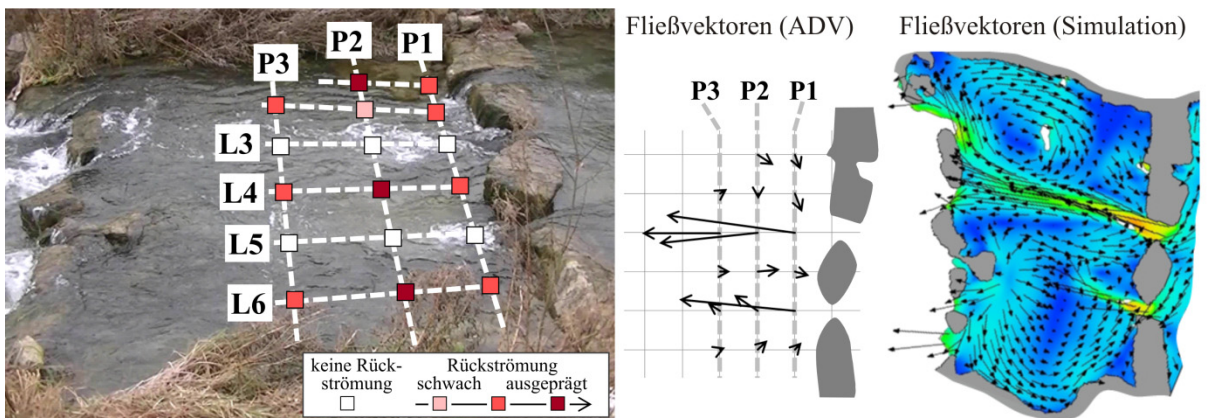 P3
P2
P1
L3
L4
L5
L6
keine Rück-
strömung
Rückströmung
schwach
ausgeprägt
Fließvektoren (ADV)
P3 P2 P1
Fließvektoren (Simulation)